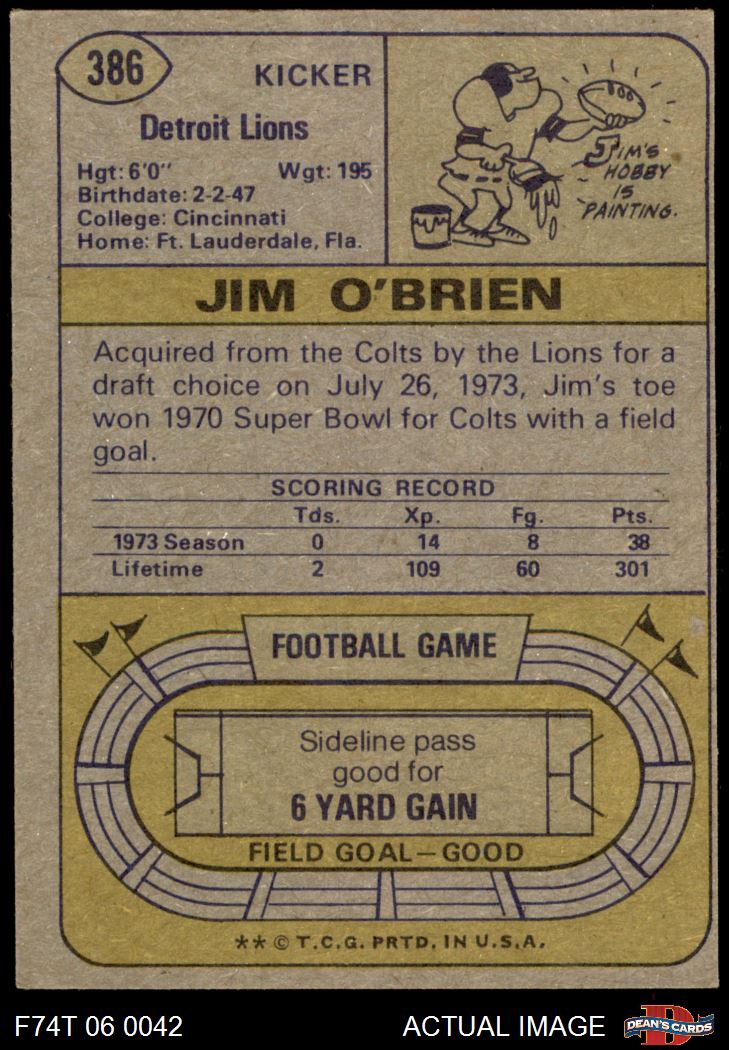 386
KICKER
Detroit Lions
Hgt: 6'0" Wgt: 195
Birthdate: 2-2-47
College: Cincinnati
Home: Ft. Lauderdale, Fla.
JIM'S
HOBBY
IS
PAINTING.
JIM O'BRIEN
Acquired from the Colts by the Lions for a
draft choice on July 26, 1973, Jim's toe
won 1970 Super Bowl for Colts with a field
goal.
SCORING RECORD
Tds. Xp. Fg. Pts.
1973 Season 0 14 8 38
Lifetime 2 109 60 301
FOOTBALL GAME
Sideline pass
good for
6 YARD GAIN
FIELD GOAL—GOOD
** © T.C.G. PRTD. IN U.S.A.
F74T 06 0042 ACTUAL IMAGE
D
DEAN'S CARDS